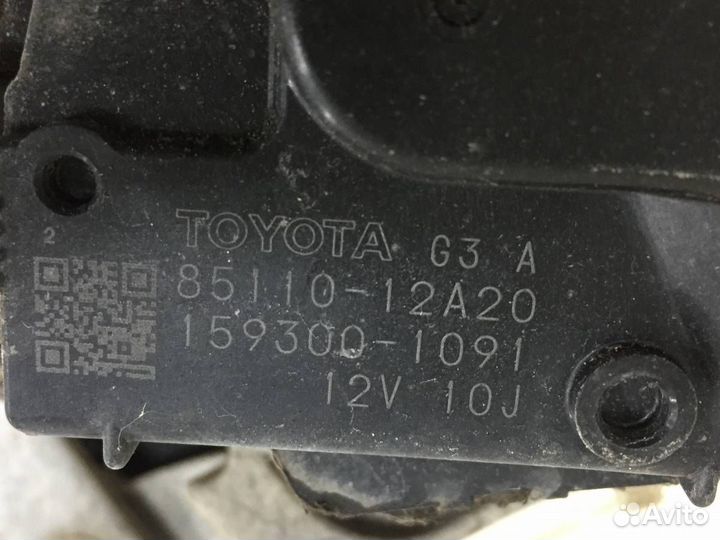 TOYOTA G3 A
2
85110-12A20
159300-1091
12V 10J
Avito